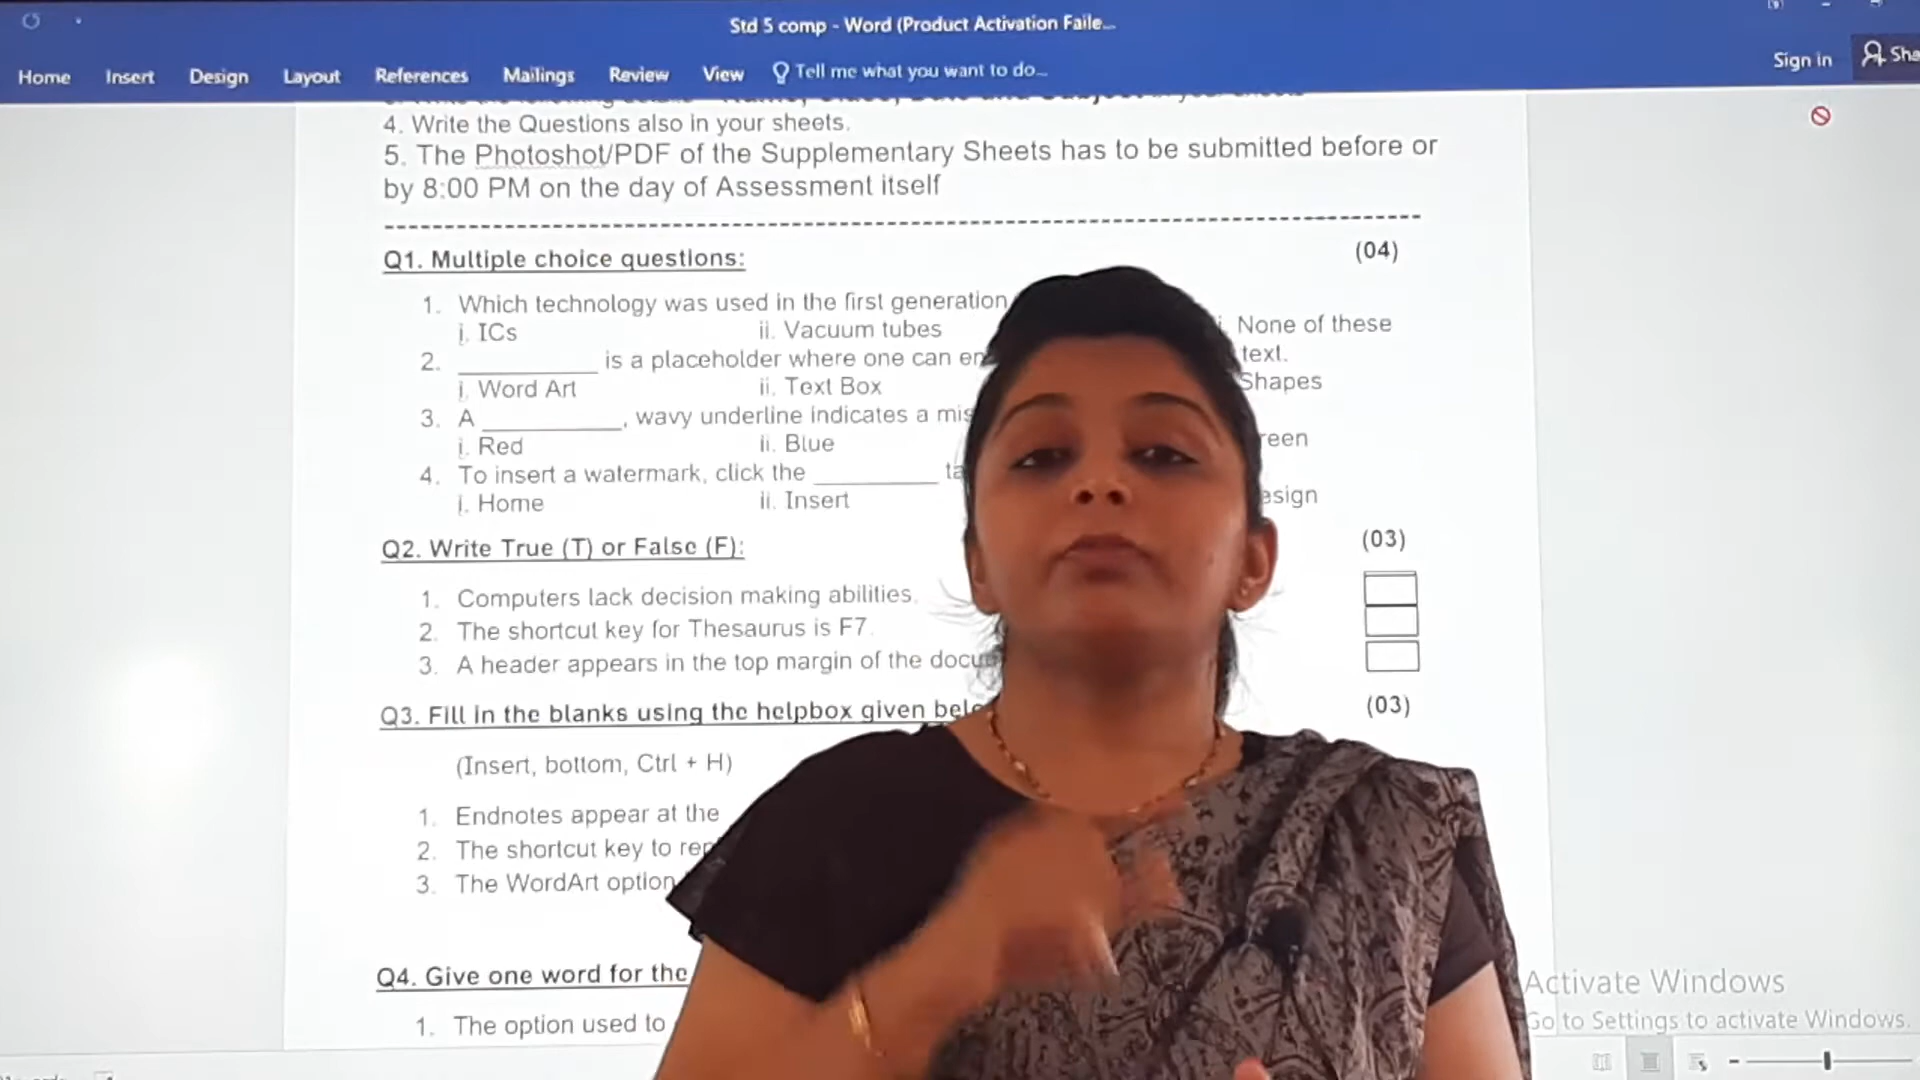 Std 5 comp - Word (Product Activation Faile...
Home Insert Design Layout References Mailings Review View Tell me what you want to do... Sign in Sha
4. Write the Questions also in your sheets.
5. The Photoshot/PDF of the Supplementary Sheets has to be submitted before or
by 8:00 PM on the day of Assessment itself
Q1. Multiple choice questions: (04)
1. Which technology was used in the first generation
i. ICs ii. Vacuum tubes None of these
2. __________ is a placeholder where one can en text.
i. Word Art ii. Text Box Shapes
3. A __________, wavy underline indicates a mis
i. Red ii. Blue reen
4. To insert a watermark, click the _________ ta
i. Home ii. Insert esign
Q2. Write True (T) or False (F): (03)
1. Computers lack decision making abilities.
2. The shortcut key for Thesaurus is F7.
3. A header appears in the top margin of the docu
Q3. Fill in the blanks using the helpbox given belo (03)
(Insert, bottom, Ctrl + H)
1. Endnotes appear at the
2. The shortcut key to rep
3. The WordArt option
Q4. Give one word for the
1. The option used to
Activate Windows
Go to Settings to activate Windows.